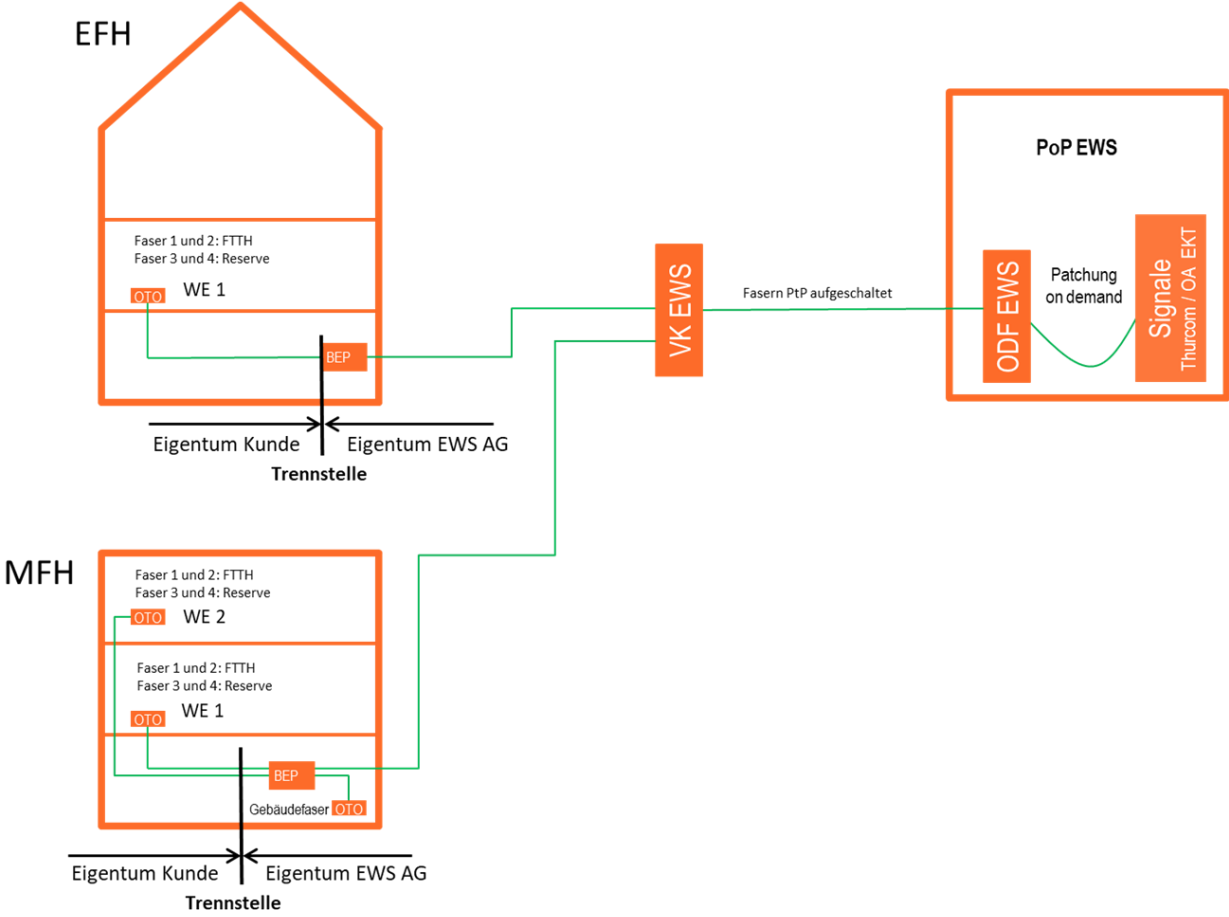 EFH
Faser 1 und 2: FTTH
Faser 3 und 4: Reserve
OTO
WE 1
BEP
Eigentum Kunde
Eigentum EWS AG
Trennstelle
VK EWS
Fasern PtP aufgeschaltet
PoP EWS
ODF EWS
Patchung
on demand
Signale
Thurcom / OA EKT
MFH
Faser 1 und 2: FTTH
Faser 3 und 4: Reserve
OTO
WE 2
Faser 1 und 2: FTTH
Faser 3 und 4: Reserve
OTO
WE 1
BEP
Gebäudefaser
OTO
Eigentum Kunde
Eigentum EWS AG
Trennstelle